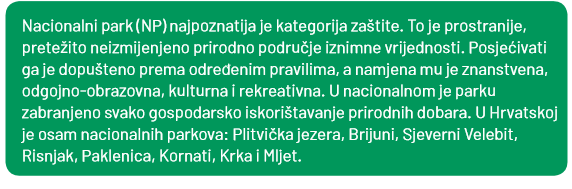 Nacionalni park (NP) najpoznatija je kategorija zaštite. To je prostranije,
pretežito neizmijenjeno prirodno područje iznimne vrijednosti. Posjećivati
ga je dopušteno prema određenim pravilima, a namjena mu je znanstvena,
odgojno-obrazovna, kulturna i rekreativna. U nacionalnom je parku
zabranjeno svako gospodarsko iskorištavanje prirodnih dobara. U Hrvatskoj
je osam nacionalnih parkova: Plitvička jezera, Brijuni, Sjeverni Velebit,
Risnjak, Paklenica, Kornati, Krka i Mljet.